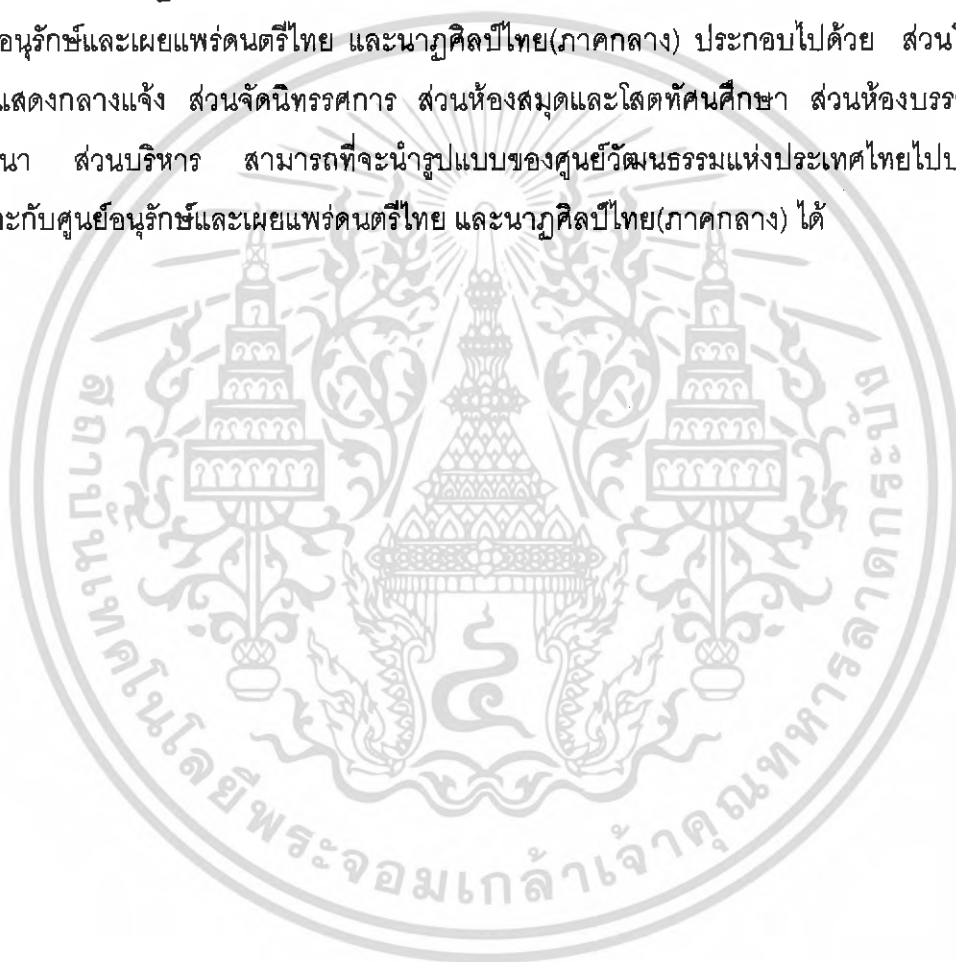 อนุรักษ์และเผยแพร่ดนตรีไทย และนาฏศิลป์ไทย(ภาคกลาง) ประกอบไปด้วย ส่วน
แสดงกลางแจ้ง ส่วนจัดนิทรรศการ ส่วนห้องสมุดและโสตทัศนศึกษา ส่วนห้องบรร
นา ส่วนบริหาร สามารถที่จะนำรูปแบบของศูนย์วัฒนธรรมแห่งประเทศไทยไปป
ะกับศูนย์อนุรักษ์และเผยแพร่ดนตรีไทย และนาฏศิลป์ไทย(ภาคกลาง) ได้
สถาบันเทคโนโลยีพระจอมเกล้าเจ้าคุณทหารลาดกระบัง